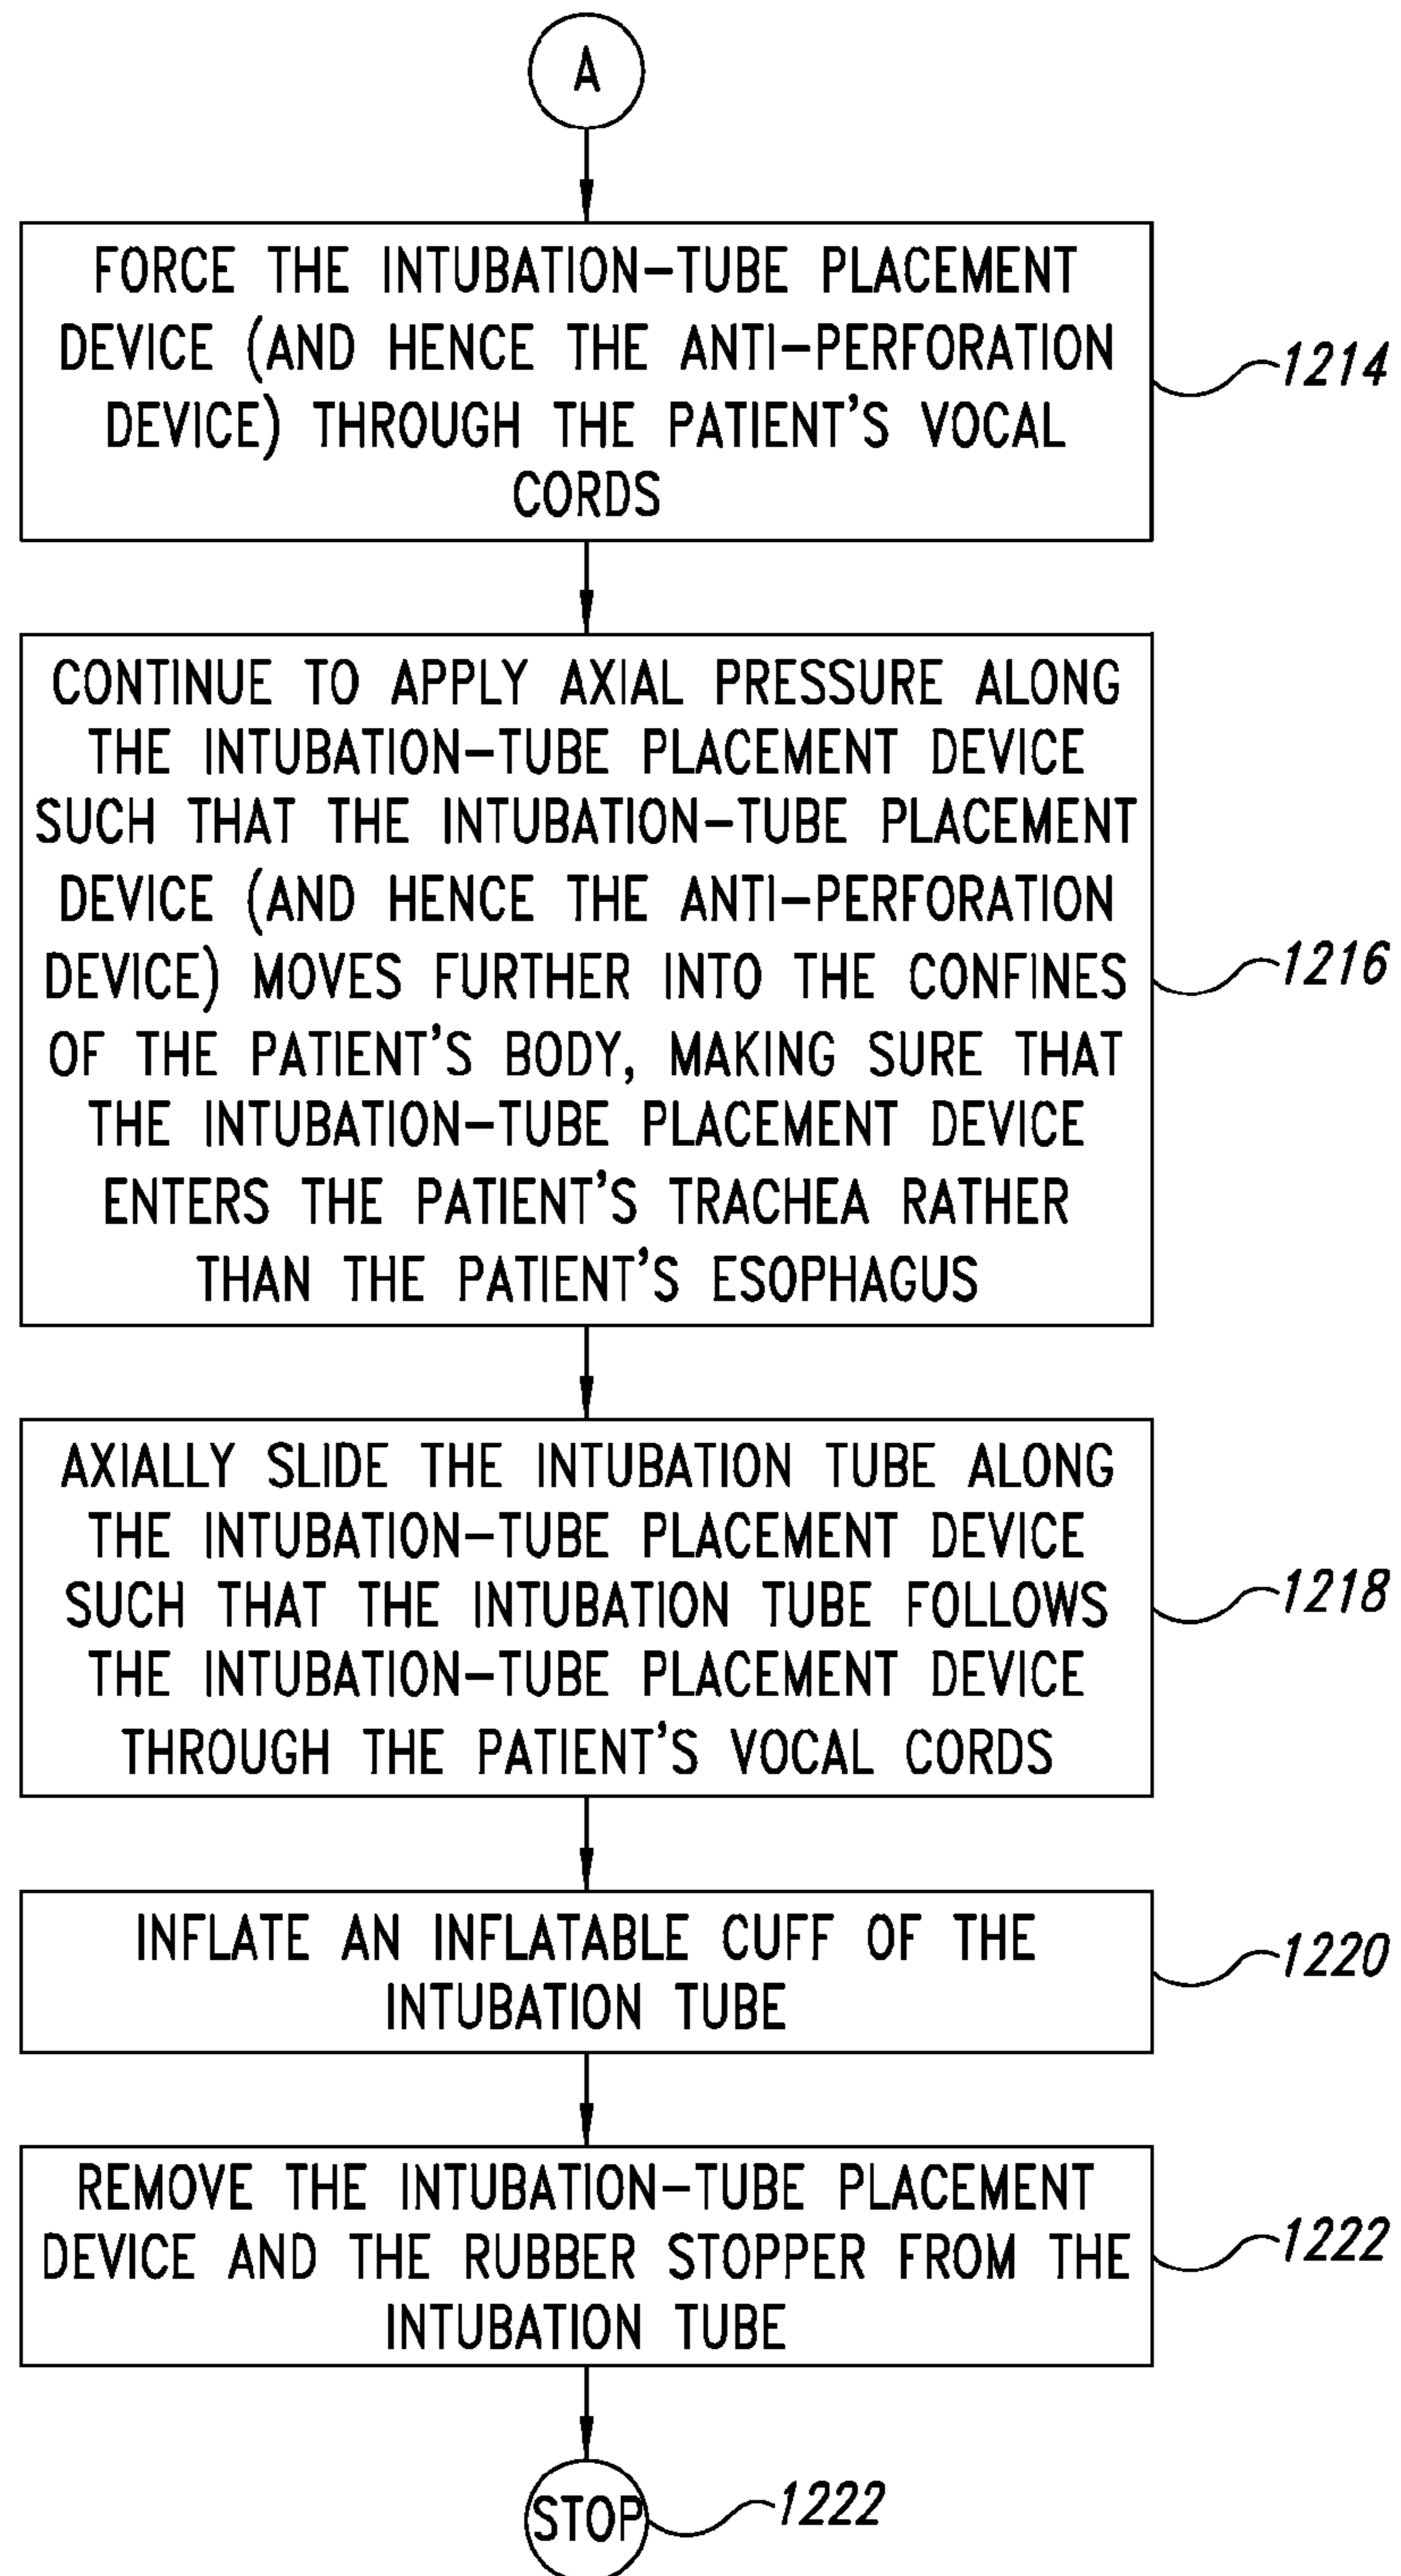 A
FORCE THE INTUBATION-TUBE PLACEMENT
DEVICE (AND HENCE THE ANTI-PERFORATION
DEVICE) THROUGH THE PATIENT'S VOCAL
CORDS
1214
CONTINUE TO APPLY AXIAL PRESSURE ALONG
THE INTUBATION-TUBE PLACEMENT DEVICE
SUCH THAT THE INTUBATION-TUBE PLACEMENT
DEVICE (AND HENCE THE ANTI-PERFORATION
DEVICE) MOVES FURTHER INTO THE CONFINES
OF THE PATIENT'S BODY, MAKING SURE THAT
THE INTUBATION-TUBE PLACEMENT DEVICE
ENTERS THE PATIENT'S TRACHEA RATHER
THAN THE PATIENT'S ESOPHAGUS
1216
AXIALLY SLIDE THE INTUBATION TUBE ALONG
THE INTUBATION-TUBE PLACEMENT DEVICE
SUCH THAT THE INTUBATION TUBE FOLLOWS
THE INTUBATION-TUBE PLACEMENT DEVICE
THROUGH THE PATIENT'S VOCAL CORDS
1218
INFLATE AN INFLATABLE CUFF OF THE
INTUBATION TUBE
1220
REMOVE THE INTUBATION-TUBE PLACEMENT
DEVICE AND THE RUBBER STOPPER FROM THE
INTUBATION TUBE
1222
STOP
1222